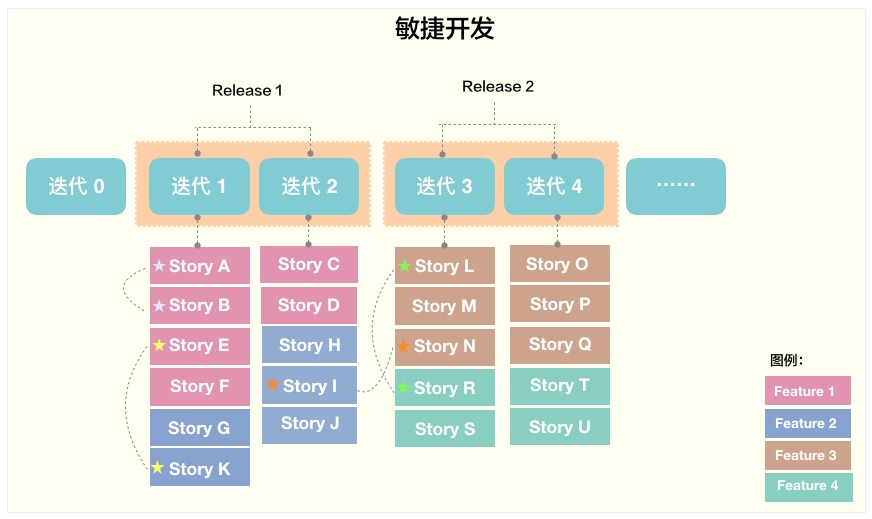 敏捷开发
Release 1
Release 2
迭代 0
迭代 1
迭代 2
迭代 3
迭代 4
······
Story A
Story B
Story E
Story F
Story G
Story K
Story C
Story D
Story H
Story I
Story J
Story L
Story M
Story N
Story R
Story S
Story O
Story P
Story Q
Story T
Story U
图例：
Feature 1
Feature 2
Feature 3
Feature 4